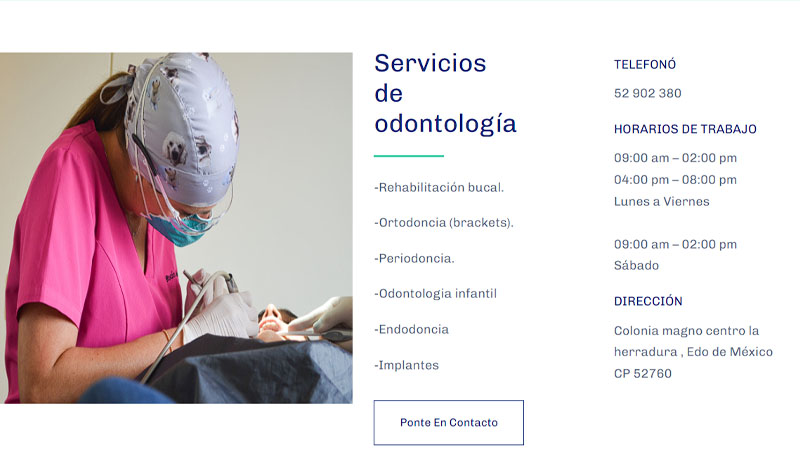 Servicios
de
odontología
-Rehabilitación bucal.
-Ortodoncia (brackets).
-Periodoncia.
-Odontologia infantil
-Endodoncia
-Implantes
Ponte En Contacto
TELEFONÓ
52 902 380
HORARIOS DE TRABAJO
09:00 am – 02:00 pm
04:00 pm – 08:00 pm
Lunes a Viernes
09:00 am – 02:00 pm
Sábado
DIRECCIÓN
Colonia magno centro la
herradura , Edo de México
CP 52760